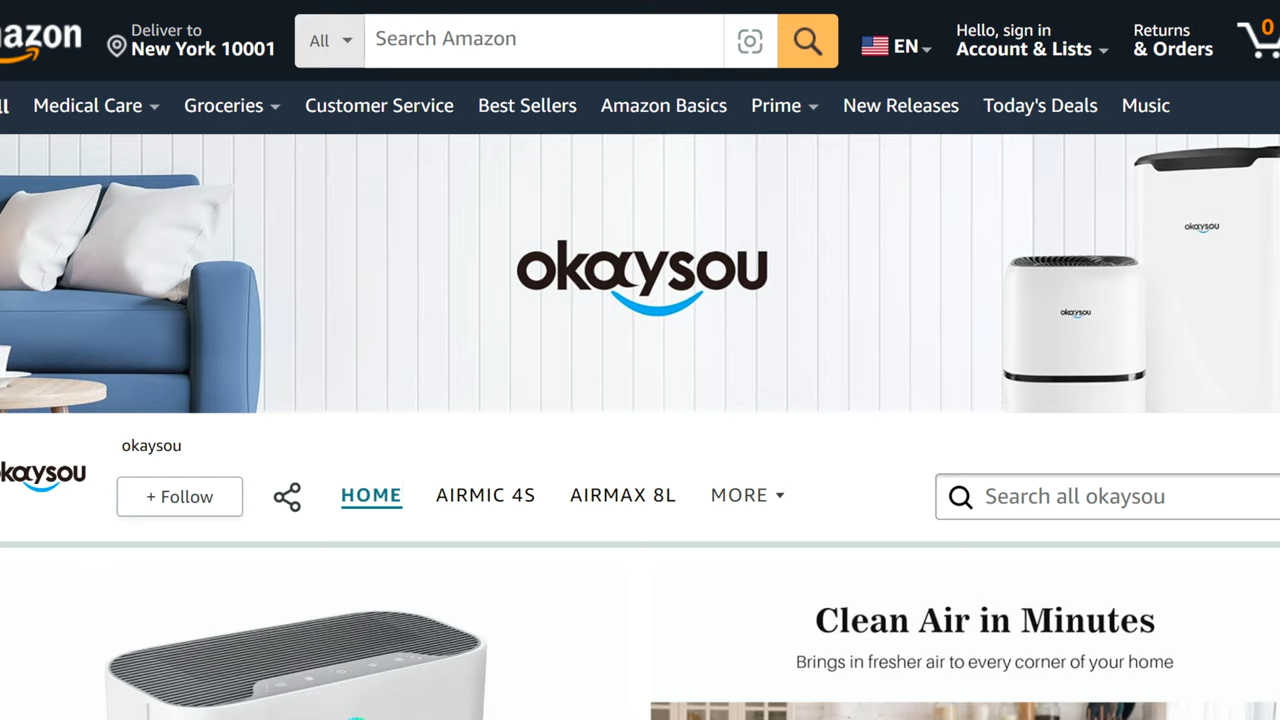 azon
Deliver to
New York 10001
All
Search Amazon
EN
Hello, sign in
Account & Lists
Returns
& Orders
0
ll
Medical Care
Groceries
Customer Service
Best Sellers
Amazon Basics
Prime
New Releases
Today's Deals
Music
okaysou
okaysou
okaysou
okaysou
okaysou
+ Follow
HOME
AIRMIC 4S
AIRMAX 8L
MORE
Search all okaysou
Clean Air in Minutes
Brings in fresher air to every corner of your home